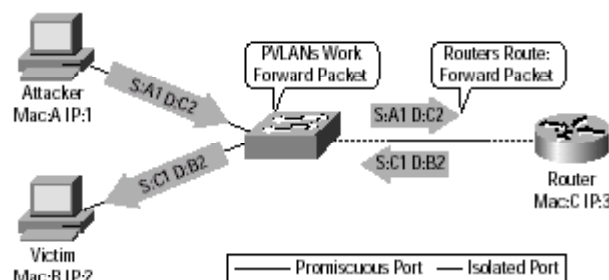 PVLANs Work
Forward Packet
Routers Route:
Forward Packet
Attacker
Mac:A IP:1
S:A1 D:C2
S:A1 D:C2
S:C1 D:B2
S:C1 D:B2
Router
Mac:C IP:3
Victim
Mac:B IP:2
Promiscuous Port
Isolated Port